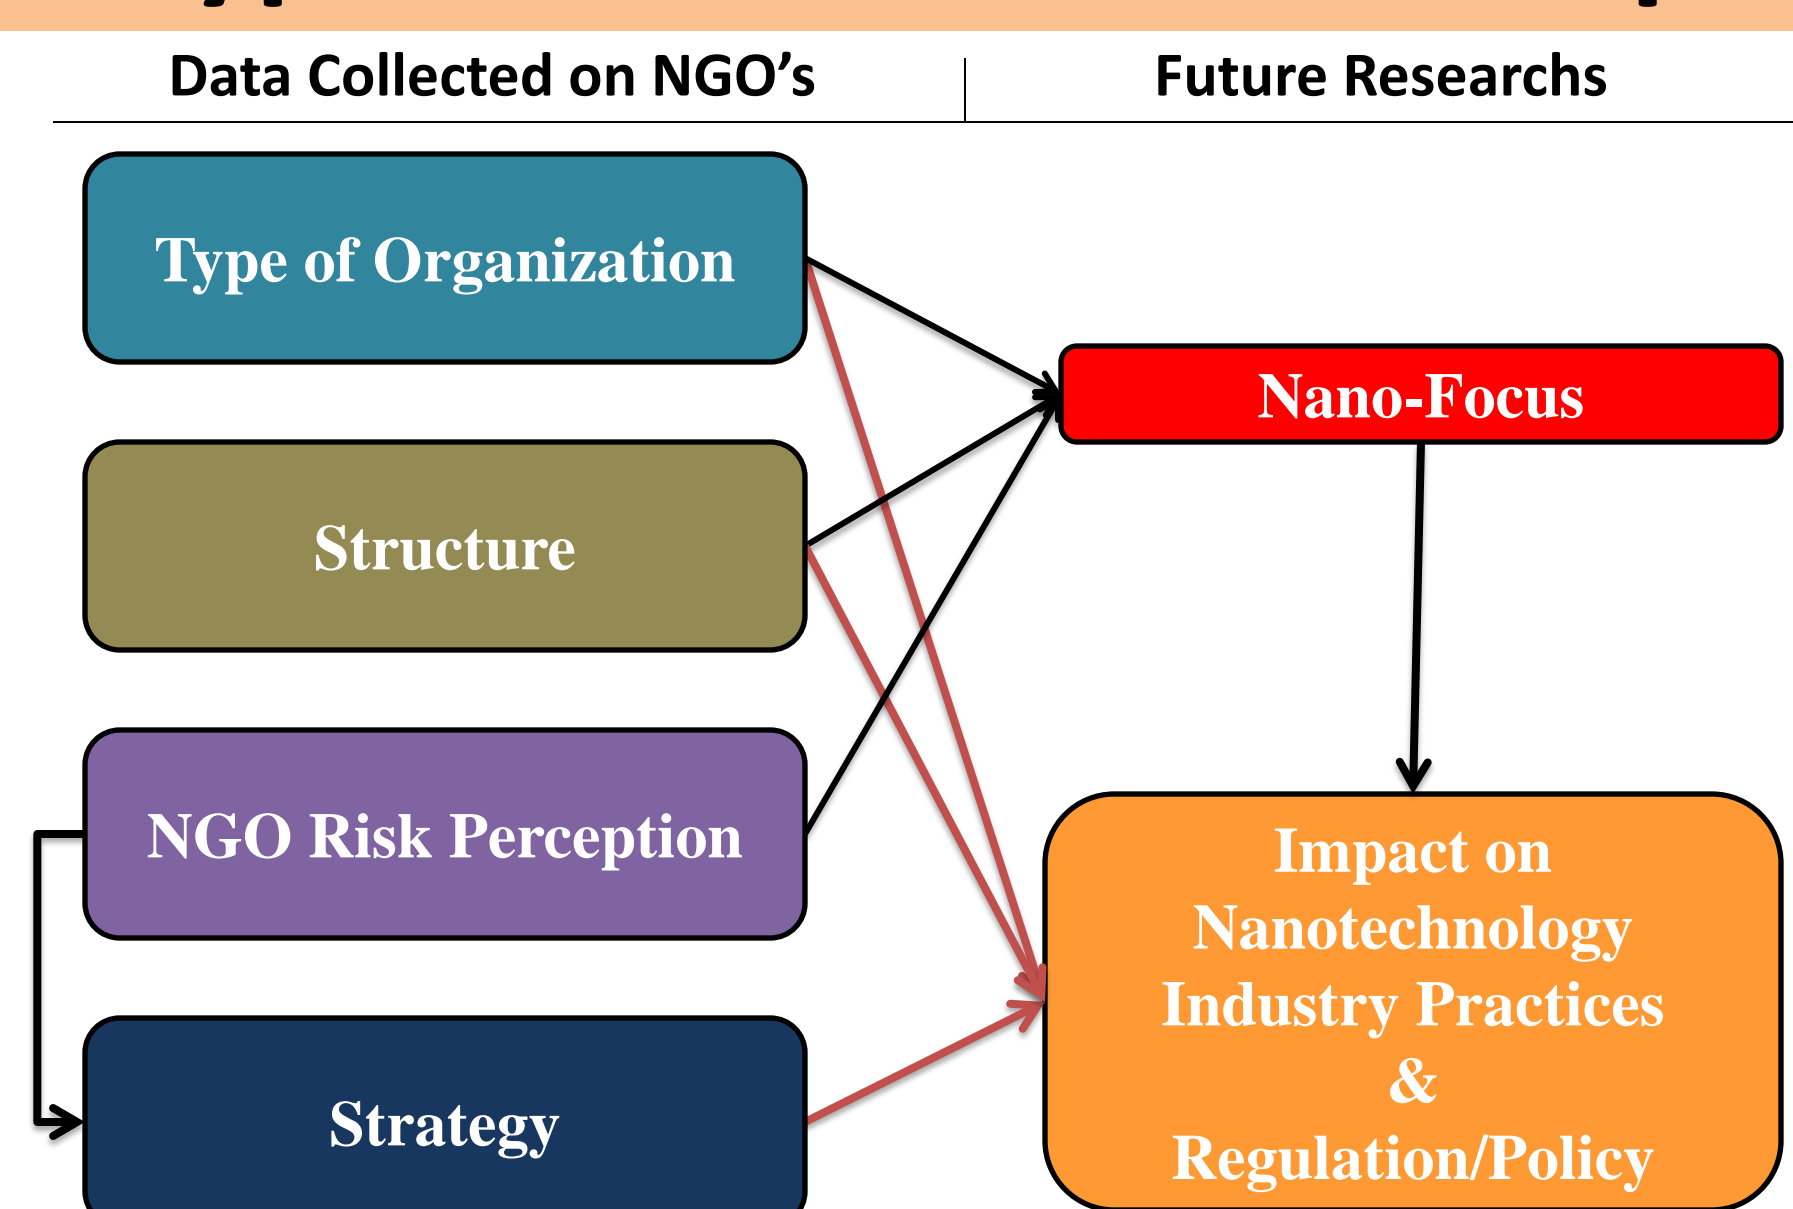 Data Collected on NGO’s
Future Researchs
Type of Organization
Nano-Focus
Structure
NGO Risk Perception
Impact on
Nanotechnology
Industry Practices
&
Regulation/Policy
Strategy